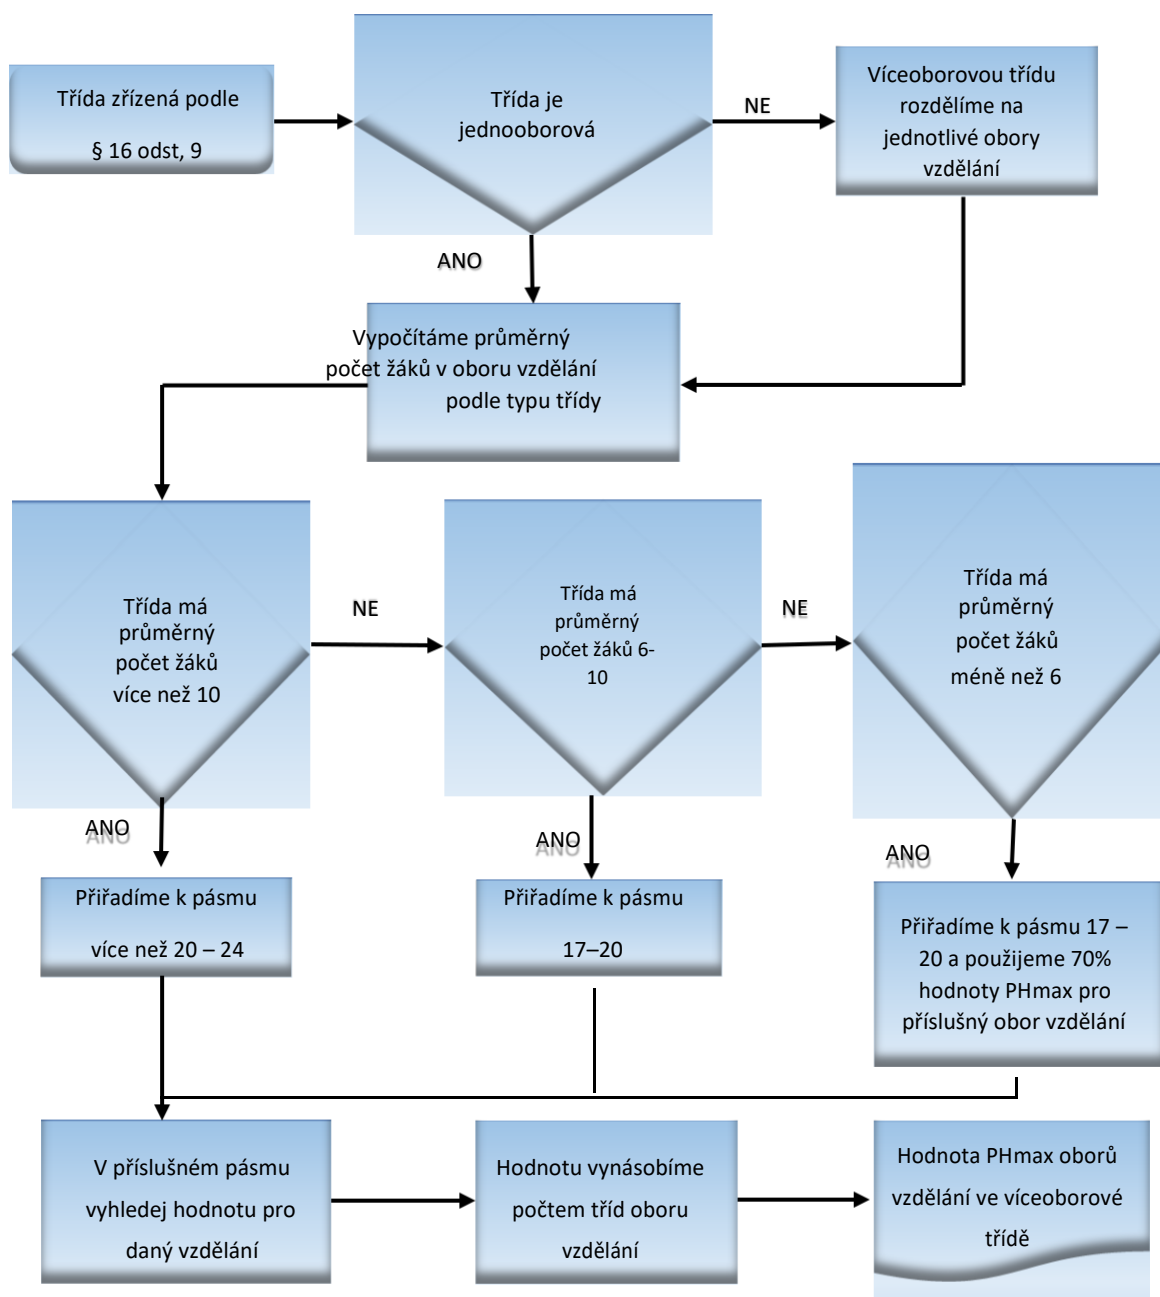 Třída zřízená podle
§ 16 odst, 9
Třída je
jednooborová
NE
Víceoborovou třídu
rozdělíme na
jednotlivé obory
vzdělání
ANO
Vypočítáme průměrný
počet žáků v oboru vzdělání
podle typu třídy
Třída má
průměrný
počet žáků
více než 10
NE
Třída má
průměrný
počet žáků 6-
10
NE
Třída má
průměrný
počet žáků
méně než 6
ANO
ANO
ANO
Přiřadíme k pásmu
více než 20 – 24
Přiřadíme k pásmu
17–20
Přiřadíme k pásmu 17 –
20 a použijeme 70%
hodnoty PHmax pro
příslušný obor vzdělání
V příslušném pásmu
vyhledej hodnotu pro
daný vzdělání
Hodnotu vynásobíme
počtem tříd oboru
vzdělání
Hodnota PHmax oborů
vzdělání ve víceoborové
třídě